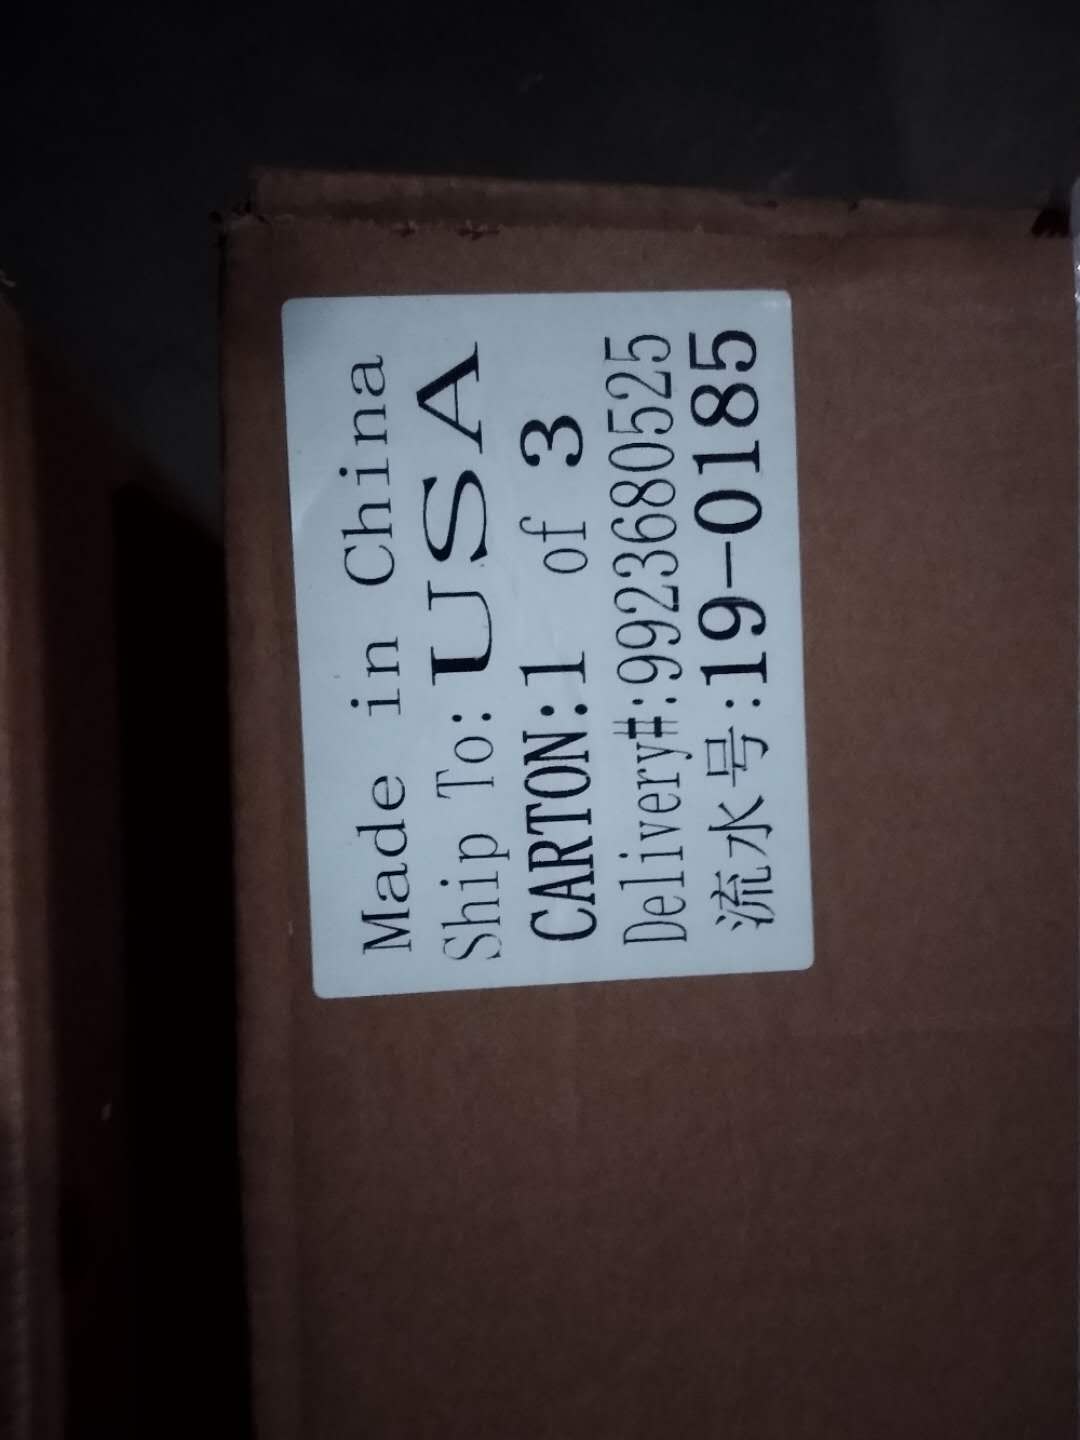 Made in China
Ship To: USA
CARTON:1 of 3
Delivery#:9923680525
流水号:19-0185